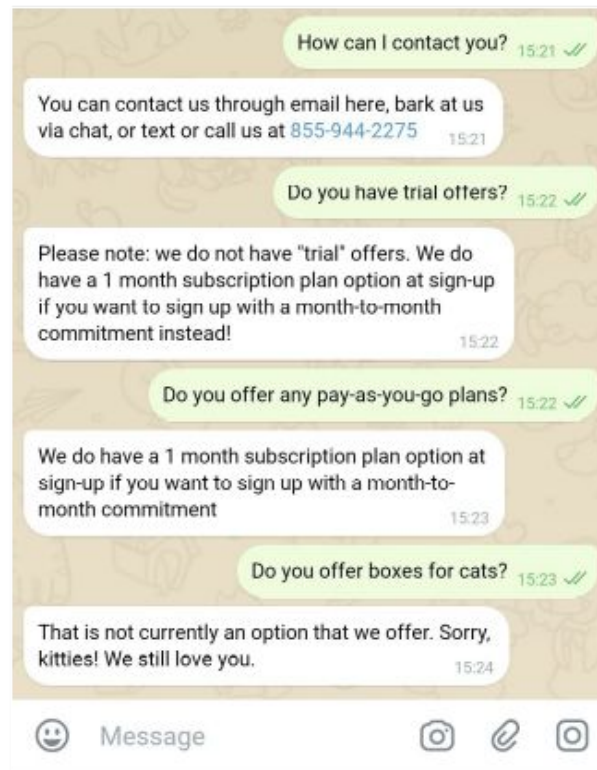 How can I contact you? 15:21
You can contact us through email here, bark at us
via chat, or text or call us at 855-944-2275 15:21
Do you have trial offers? 15:22
Please note: we do not have "trial" offers. We do
have a 1 month subscription plan option at sign-up
if you want to sign up with a month-to-month
commitment instead! 15:22
Do you offer any pay-as-you-go plans? 15:22
We do have a 1 month subscription plan option at
sign-up if you want to sign up with a month-to-
month commitment 15:23
Do you offer boxes for cats? 15:23
That is not currently an option that we offer. Sorry,
kitties! We still love you. 15:24
Message